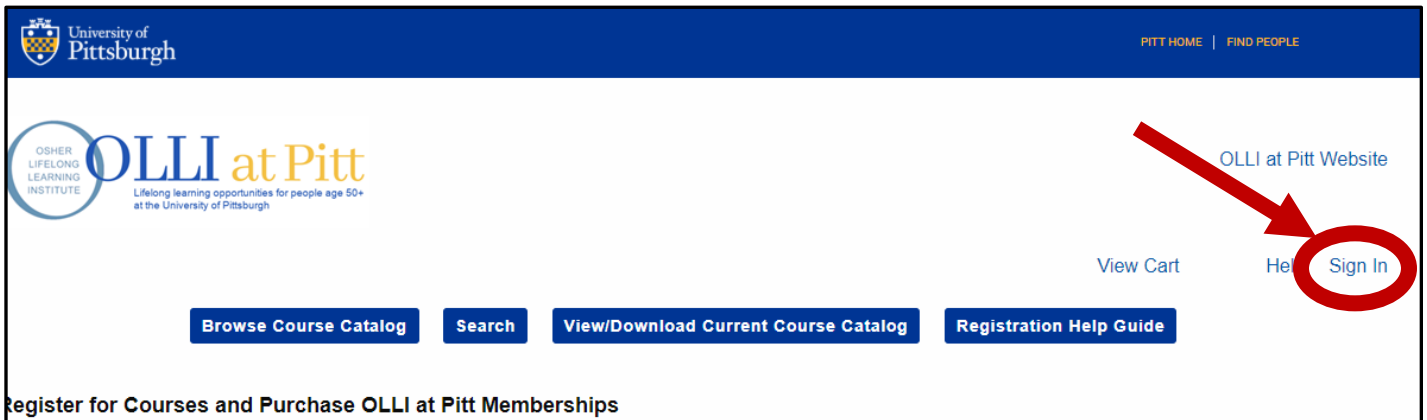 University of
Pittsburgh
PITT HOME | FIND PEOPLE
OSHER
LIFELONG
LEARNING
INSTITUTE
OLLI at Pitt
Lifelong learning opportunities for people age 50+
at the University of Pittsburgh
OLLI at Pitt Website
View Cart Hel Sign In
Browse Course Catalog Search View/Download Current Course Catalog Registration Help Guide
Register for Courses and Purchase OLLI at Pitt Memberships